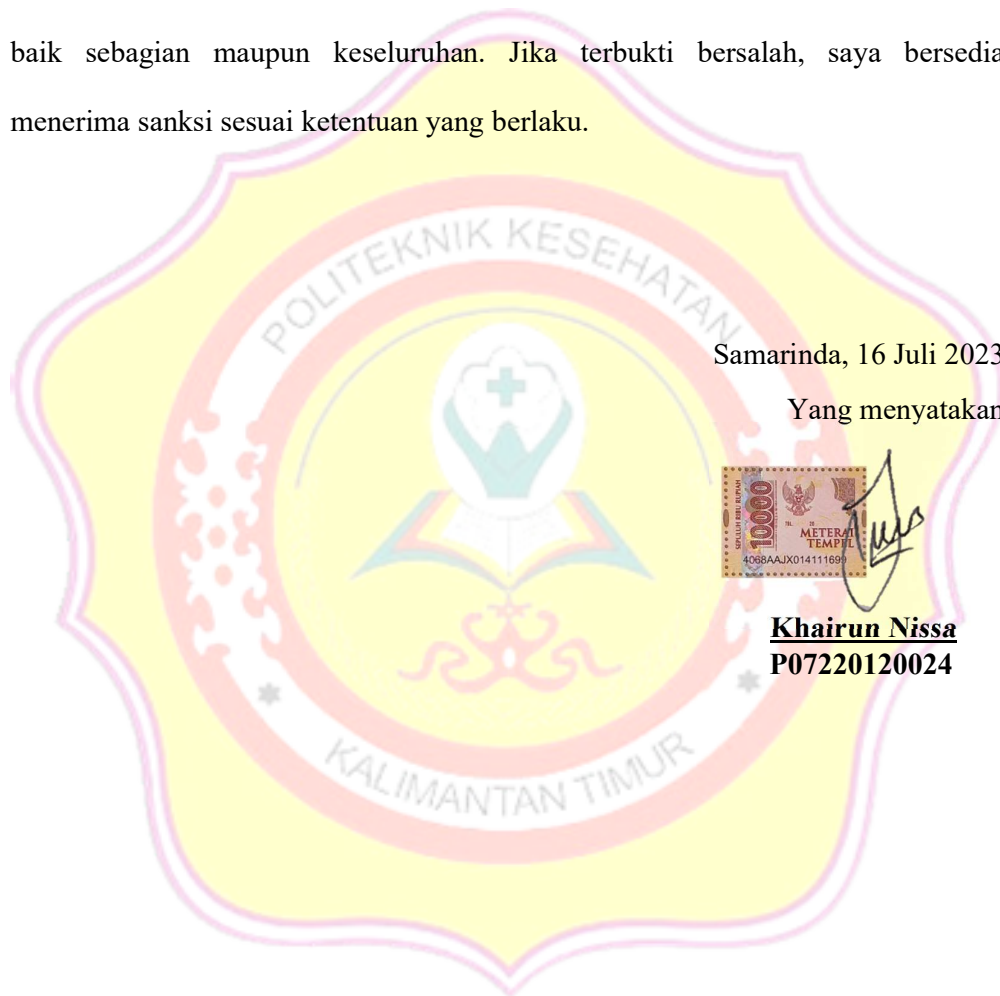 baik sebagian maupun keseluruhan. Jika terbukti bersalah, saya bersedia
menerima sanksi sesuai ketentuan yang berlaku.
POLITEKNIK KESEHATAN
Samarinda, 16 Juli 2023
Yang menyatakan
SEPULUH RIBU RUPIAH
10000
METERAI
TEMPEL
4068AAJX014111699
Khairun Nissa
P07220120024
KALIMANTAN TIMUR